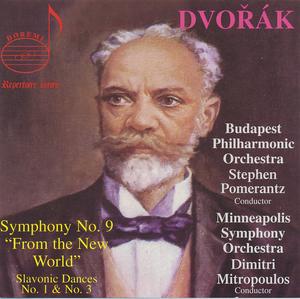 DOREMI
Repertoire series
DVOŘÁK
Budapest
Philharmonic
Orchestra
Stephen
Pomerantz
Conductor
Minneapolis
Symphony
Orchestra
Dimitri
Mitropoulos
Conductor
Symphony No. 9
“From the New
World”
Slavonic Dances
No. 1 & No. 3